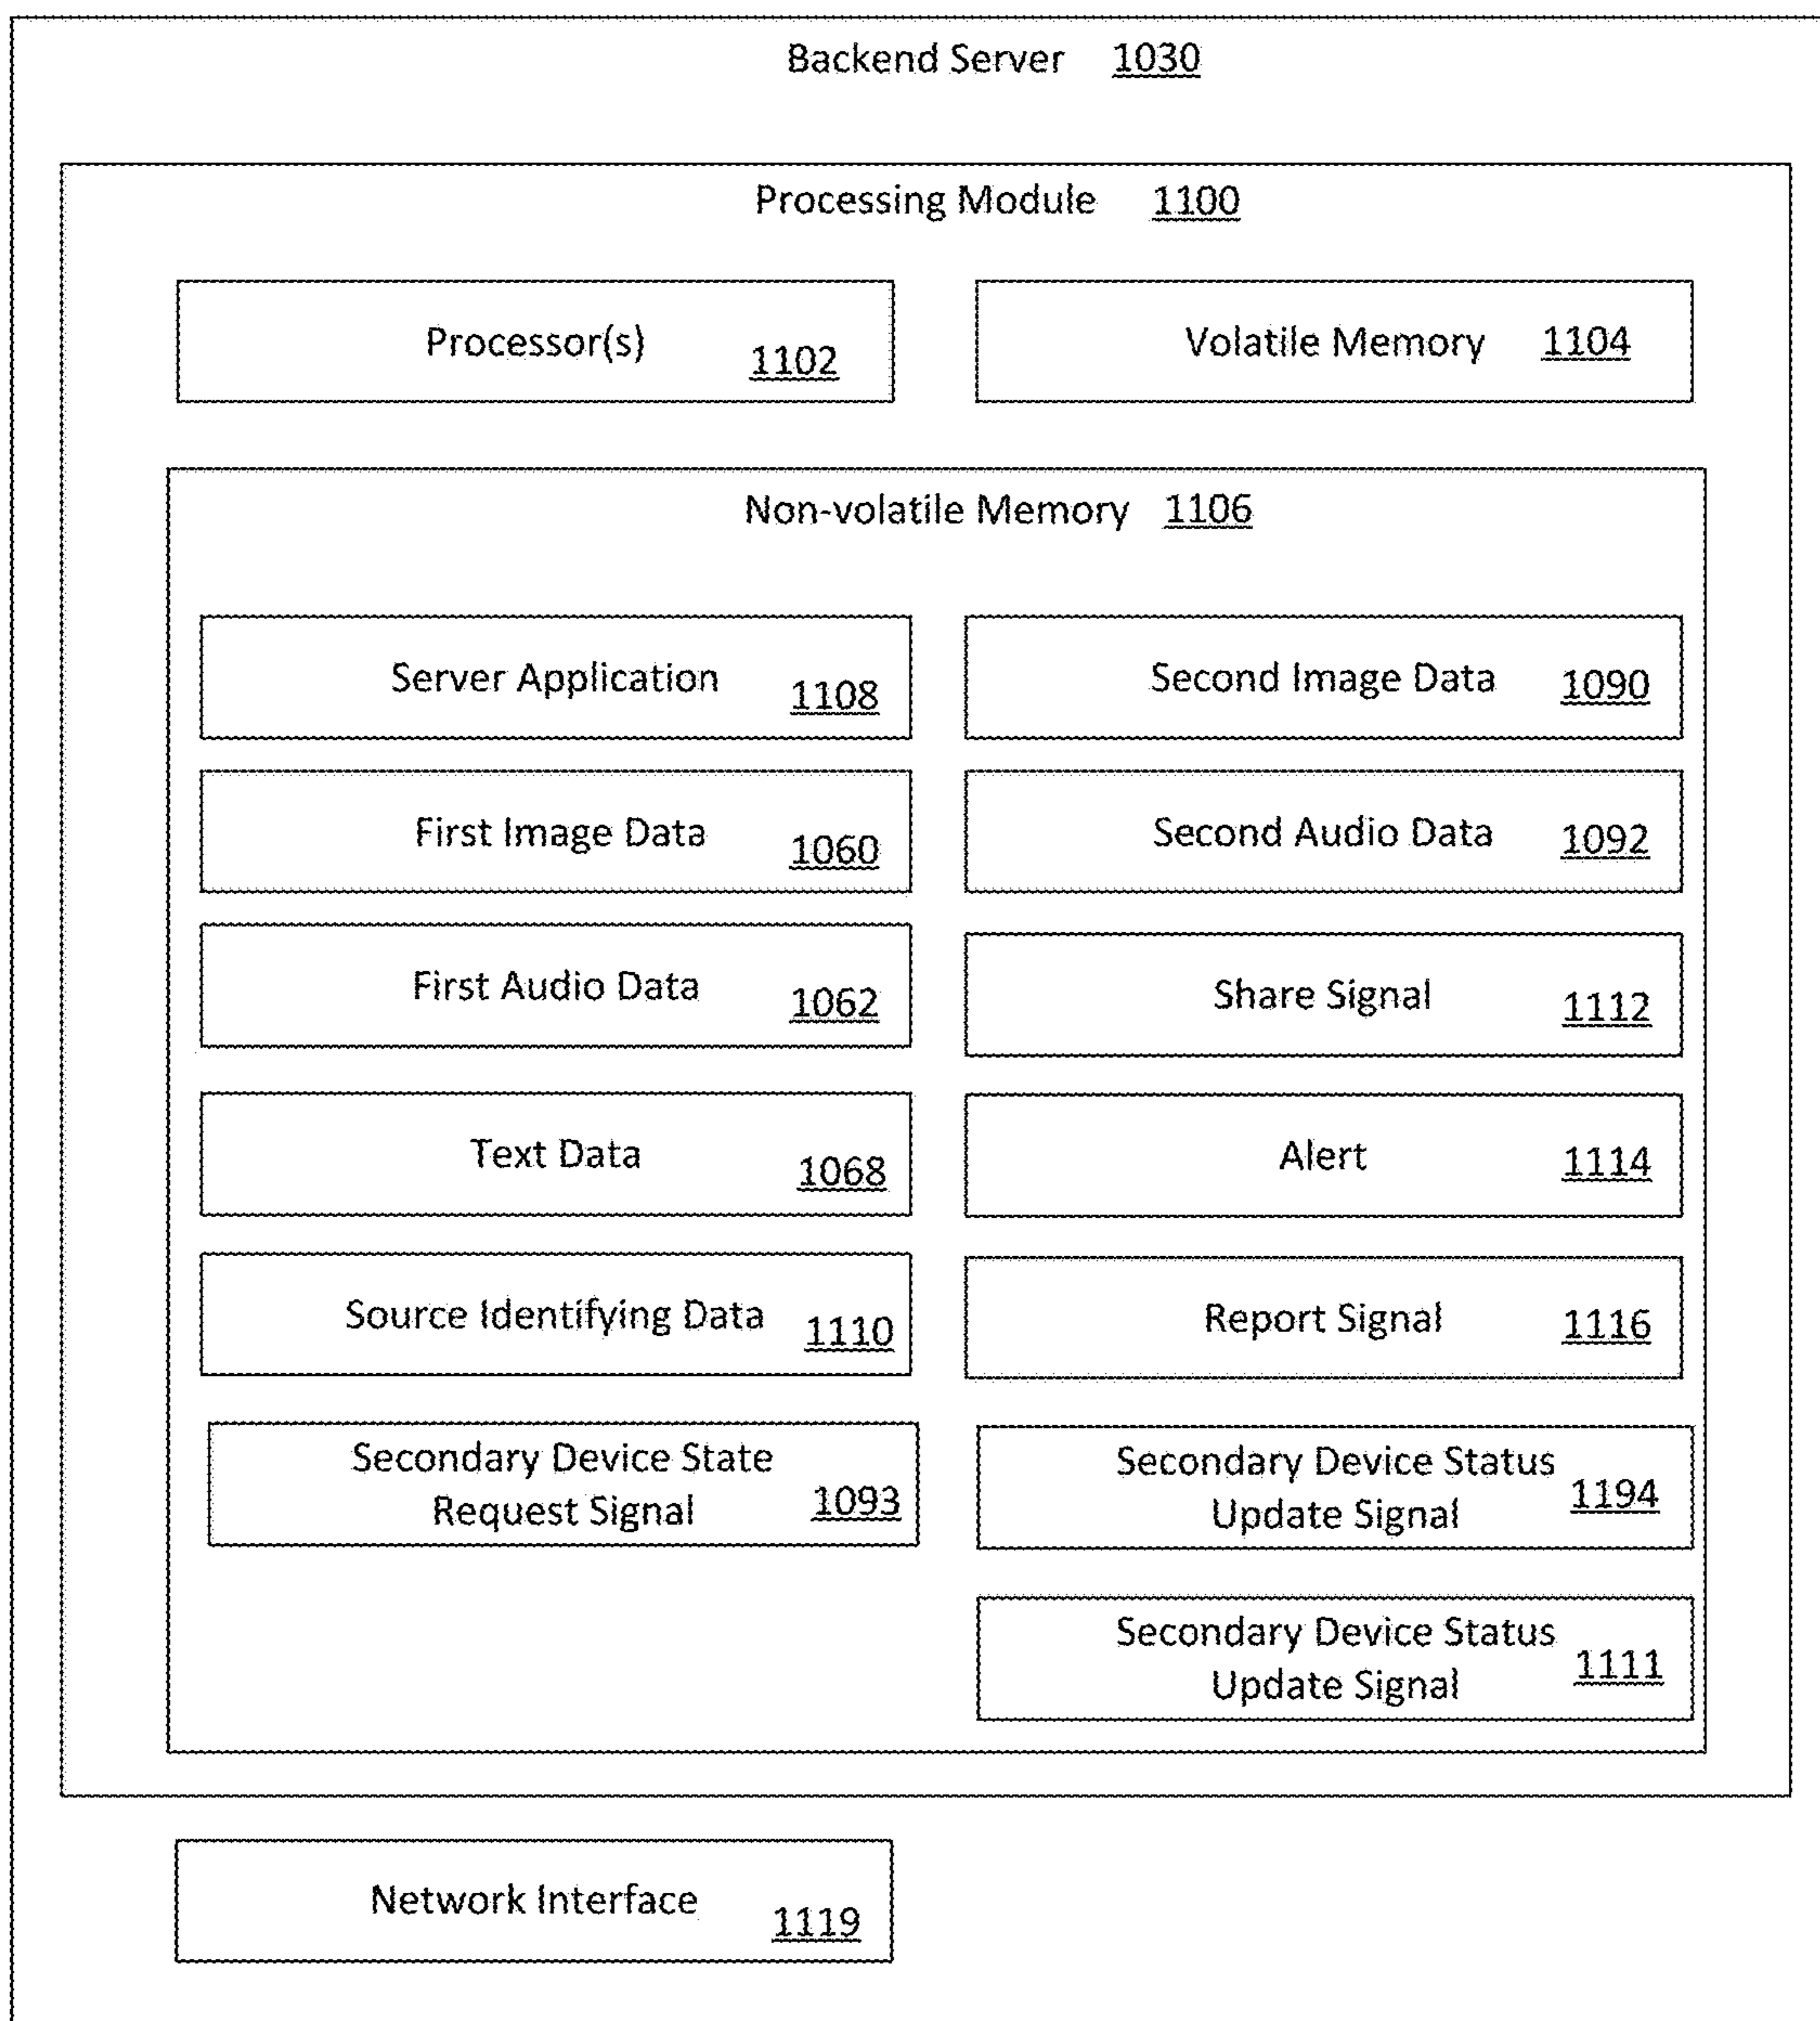 Backend Server 1030
Processing Module 1100
Processor(s) 1102
Volatile Memory 1104
Non-volatile Memory 1106
Server Application 1108
Second Image Data 1090
First Image Data 1060
Second Audio Data 1092
First Audio Data 1062
Share Signal 1112
Text Data 1068
Alert 1114
Source Identifying Data 1110
Report Signal 1116
Secondary Device State
Request Signal 1093
Secondary Device Status
Update Signal 1194
Secondary Device Status
Update Signal 1111
Network Interface 1119